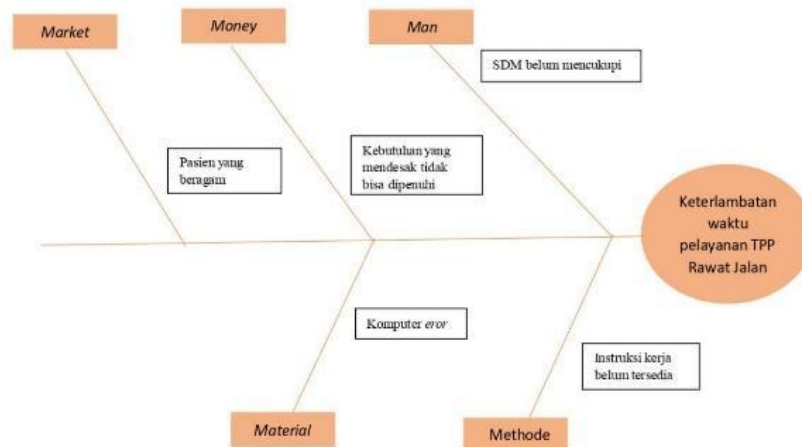 Market
Money
Man
SDM belum mencukupi
Pasien yang
beragam
Kebutuhan yang
mendesak tidak
bisa dipenuhi
Keterlambatan
waktu
pelayanan TPP
Rawat Jalan
Komputer eror
Instruksi kerja
belum tersedia
Material
Methode